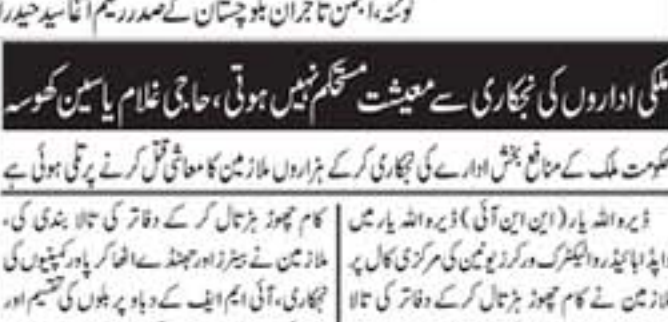 کوئٹہ، انجمن تاجران بلوچستان کے صدر رحیم آغا سید حیدر
ملکی اداروں کی نجکاری سے معیشت مستحکم نہیں ہوتی، حاجی غلام یاسین کھوسہ
حکومت ملک کے منافع بخش ادارے کی نجکاری کرکے ہزاروں ملازمین کا معاشی قتل کرنے پر تلی ہوئی ہے
ڈیرہ اللہ یار (این این آئی) ڈیرہ اللہ یار میں
واپڈا ہائیڈرو الیکٹرک ورکرز یونین کی مرکزی کال پر
ملازمین نے کام چھوڑ ہڑتال کرکے دفاتر کی تالا
کام چھوڑ ہڑتال کر کے دفاتر کی تالا بندی کی،
ملازمین نے بینرز اور جھنڈے اٹھا کر پاور کمپنیوں کی
نجکاری، آئی ایم ایف کے دباو پر بلوں کی تقسیم اور